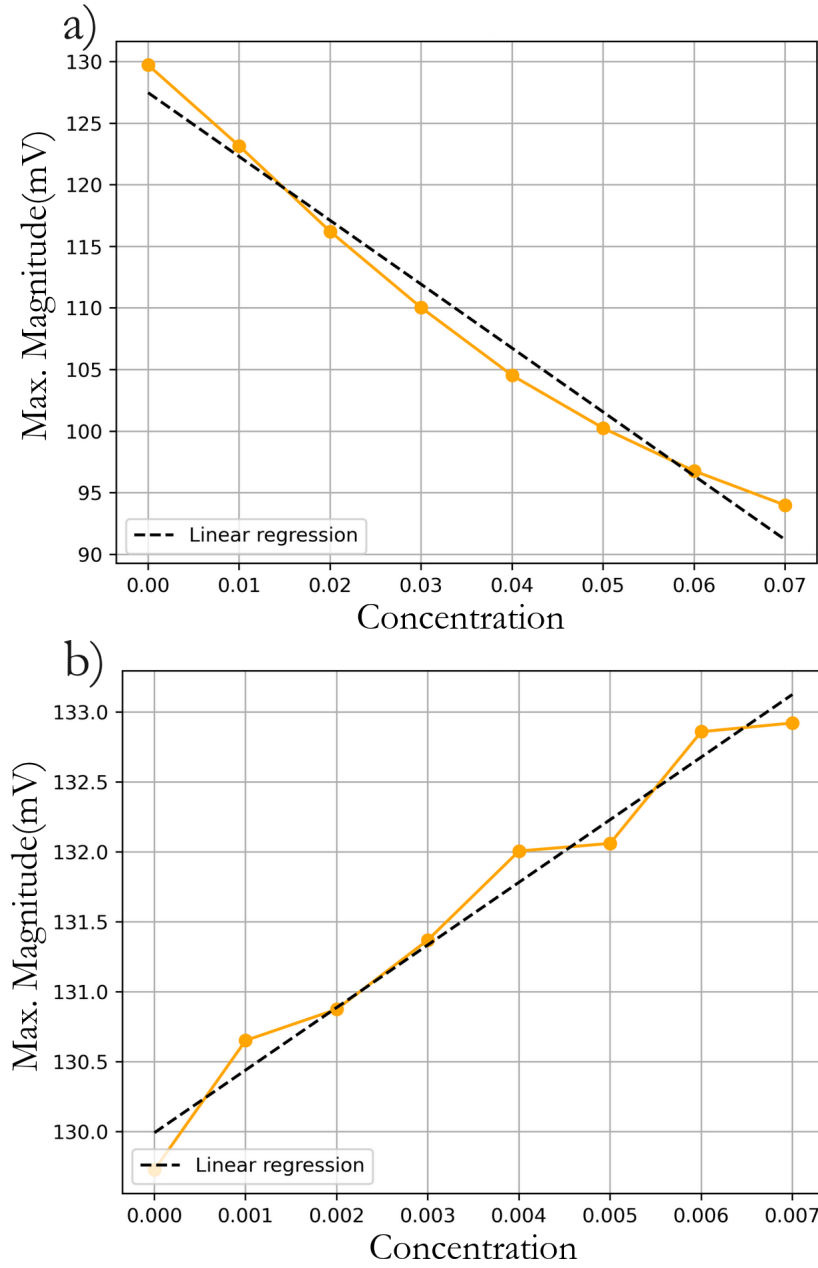 a)
130
125
120
115
110
105
100
95
90
Max. Magnitude(mV)
Linear regression
0.00 0.01 0.02 0.03 0.04 0.05 0.06 0.07
Concentration
b)
133.0
132.5
132.0
131.5
131.0
130.5
130.0
Max. Magnitude(mV)
Linear regression
0.000 0.001 0.002 0.003 0.004 0.005 0.006 0.007
Concentration